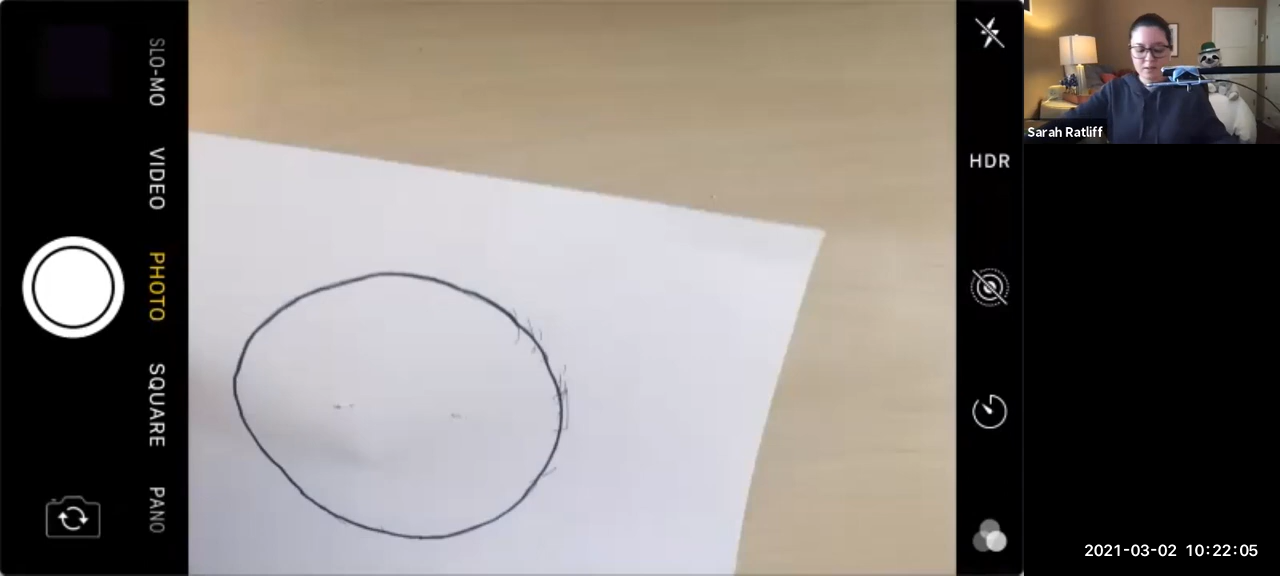 SLO-MO
VIDEO
PHOTO
SQUARE
PANO
HDR
Sarah Ratliff
2021-03-02 10:22:05